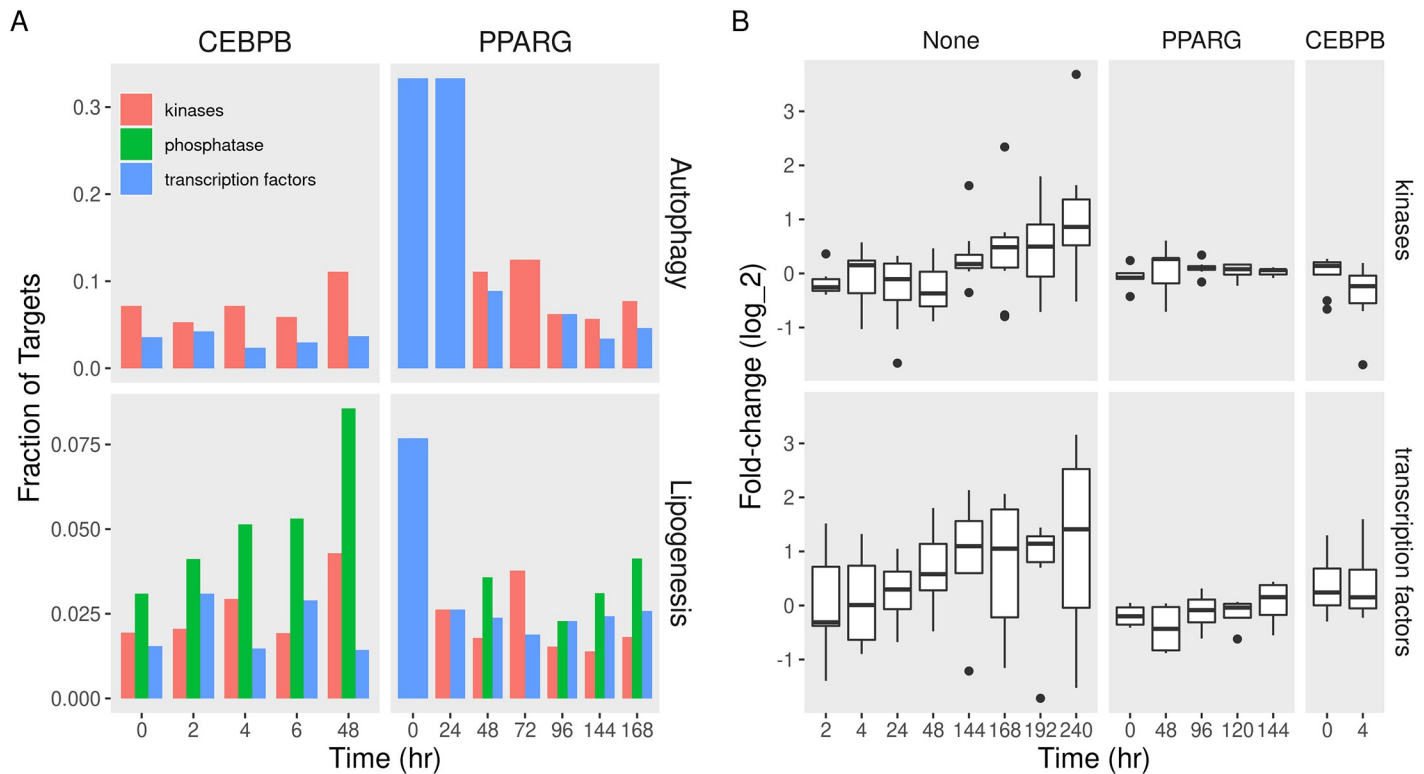 A
CEBPB PPARG
kinases
phosphatase
transcription factors
0.3
0.2
0.1
0.0
Autophagy
0.075
0.050
0.025
0.000
Lipogenesis
Fraction of Targets
0 2 4 6 48 0 24 48 72 96 144 168
Time (hr)
B
None PPARG CEBPB
3
2
1
0
-1
kinases
3
2
1
0
-1
transcription factors
Fold-change (log_2)
2 4 24 48 144 168 192 240 0 48 96 120 144 0 4
Time (hr)